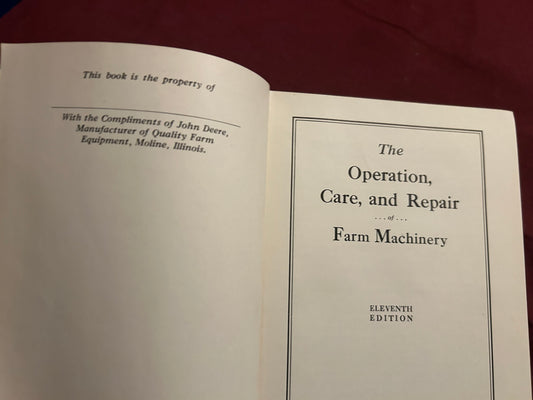 This book is the property of
With the Compliments of John Deere,
Manufacturer of Quality Farm
Equipment, Moline, Illinois.
The
Operation,
Care, and Repair
...of...
Farm Machinery
ELEVENTH
EDITION